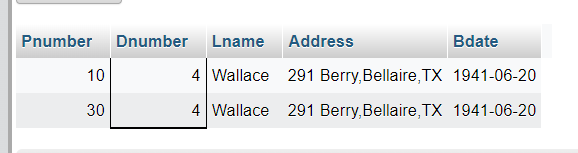 Pnumber Dnumber Lname Address Bdate
10 4 Wallace 291 Berry,Bellaire,TX 1941-06-20
30 4 Wallace 291 Berry,Bellaire,TX 1941-06-20